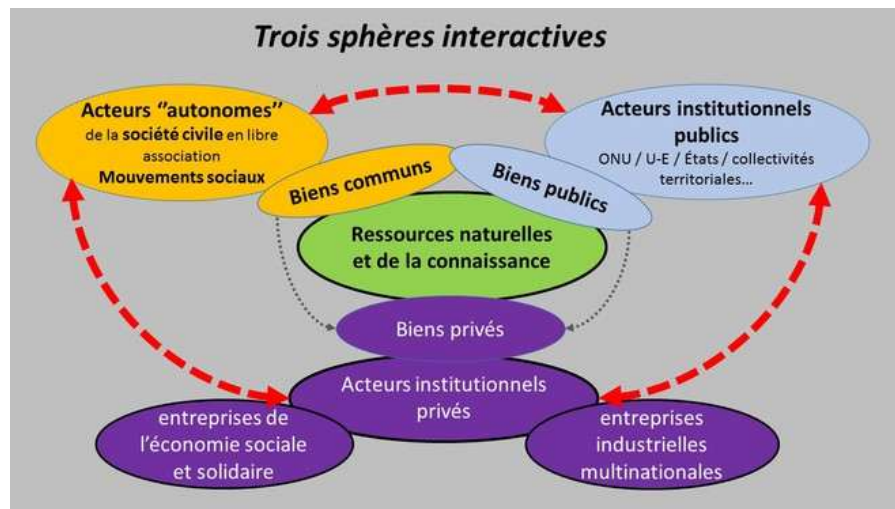 Trois sphères interactives
Acteurs ‘‘autonomes’’
de la société civile en libre
association
Mouvements sociaux
Acteurs institutionnels
publics
ONU / U-E / États / collectivités
territoriales...
Biens communs
Biens publics
Ressources naturelles
et de la connaissance
Biens privés
Acteurs institutionnels
privés
entreprises de
l’économie sociale
et solidaire
entreprises
industrielles
multinationales